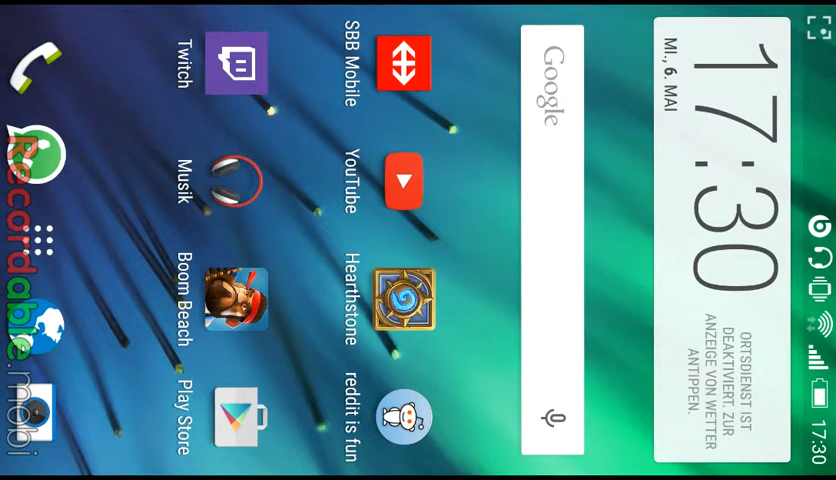 17:30
17:30
MI., 6. MAI
ORTSDIENST IST
DEAKTIVIERT. ZUR
ANZEIGE VON WETTER
ANTIPPEN.
Google
SBB Mobile
YouTube
Hearthstone
reddit is fun
Twitch
Musik
Boom Beach
Play Store
Recordable.mobi